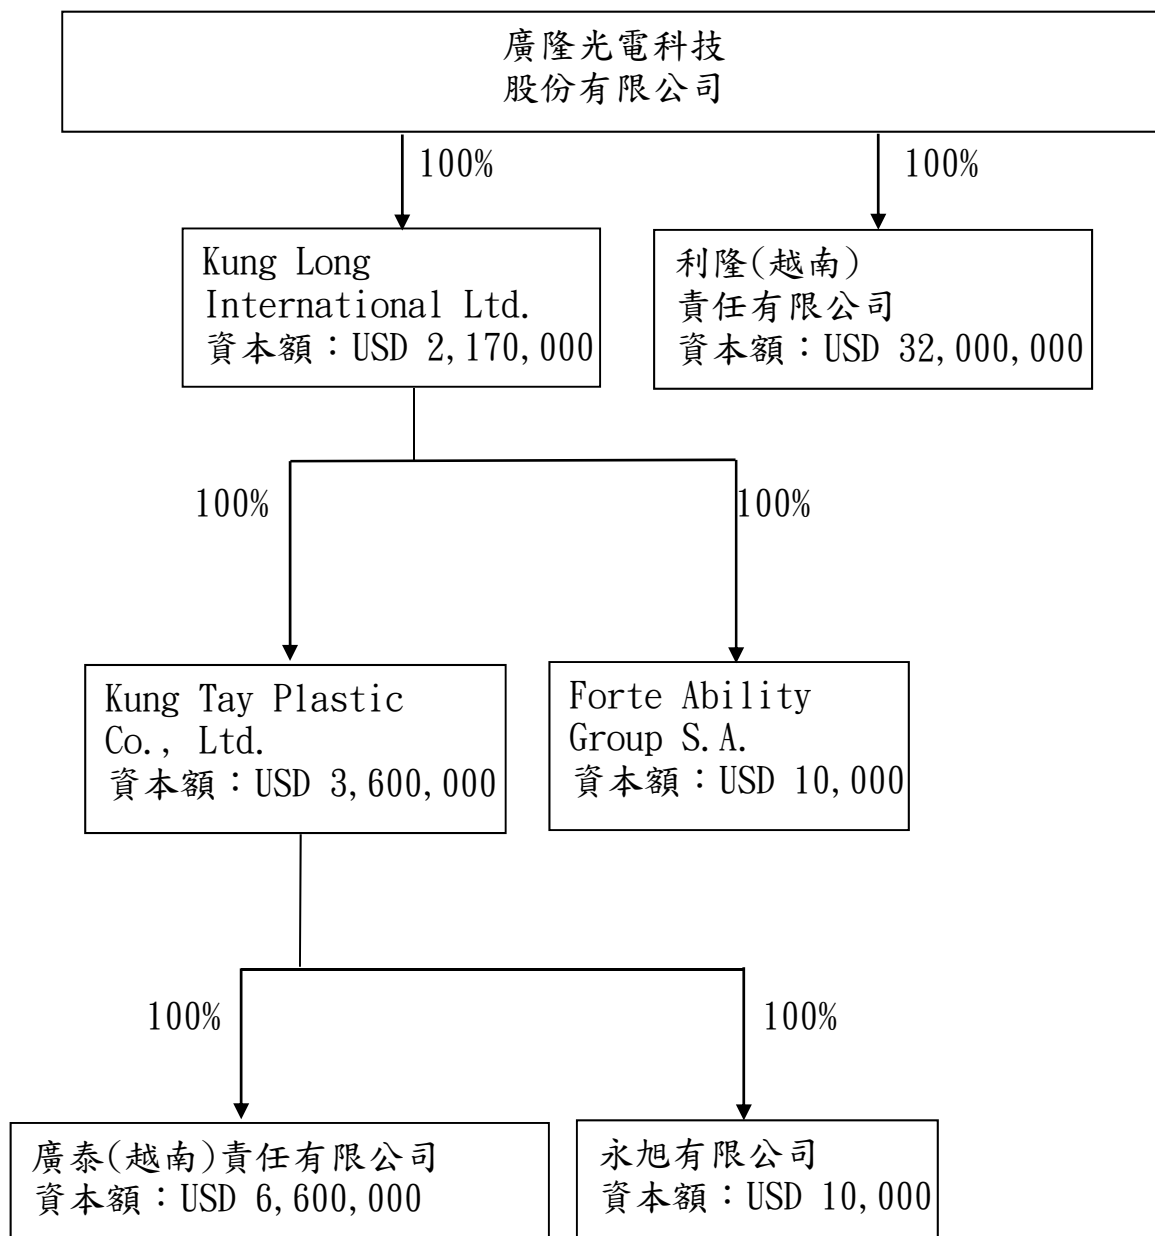 廣隆光電科技
股份有限公司
100%
100%
Kung Long
International Ltd.
資本額：USD 2,170,000
利隆(越南)
責任有限公司
資本額：USD 32,000,000
100%
100%
Kung Tay Plastic
Co., Ltd.
資本額：USD 3,600,000
Forte Ability
Group S.A.
資本額：USD 10,000
100%
100%
廣泰(越南)責任有限公司
資本額：USD 6,600,000
永旭有限公司
資本額：USD 10,000